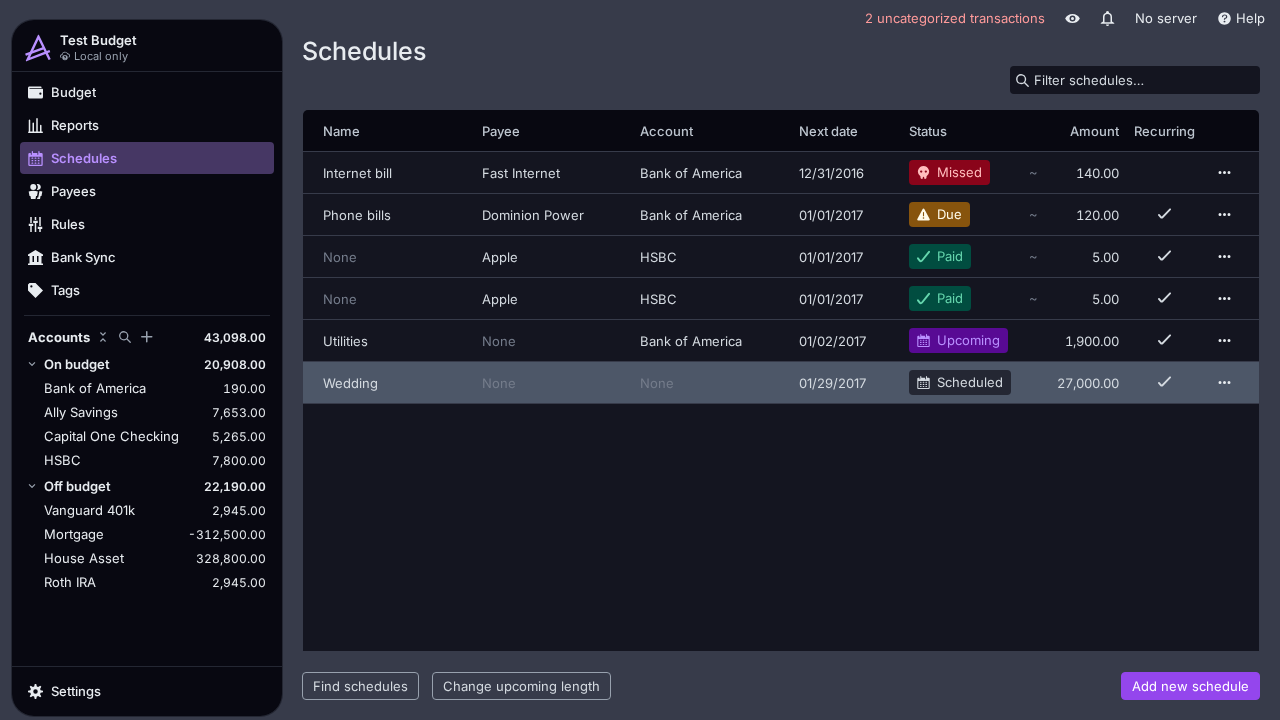 2 uncategorized transactions No server Help
Test Budget
Local only
Budget
Reports
Schedules
Payees
Rules
Bank Sync
Tags
Accounts 43,098.00
On budget 20,908.00
Bank of America 190.00
Ally Savings 7,653.00
Capital One Checking 5,265.00
HSBC 7,800.00
Off budget 22,190.00
Vanguard 401k 2,945.00
Mortgage -312,500.00
House Asset 328,800.00
Roth IRA 2,945.00
Settings
Schedules
Filter schedules...
Name Payee Account Next date Status Amount Recurring
Internet bill Fast Internet Bank of America 12/31/2016 Missed ~ 140.00
Phone bills Dominion Power Bank of America 01/01/2017 Due ~ 120.00
None Apple HSBC 01/01/2017 Paid ~ 5.00
None Apple HSBC 01/01/2017 Paid ~ 5.00
Utilities None Bank of America 01/02/2017 Upcoming 1,900.00
Wedding None None 01/29/2017 Scheduled 27,000.00
Find schedules Change upcoming length Add new schedule